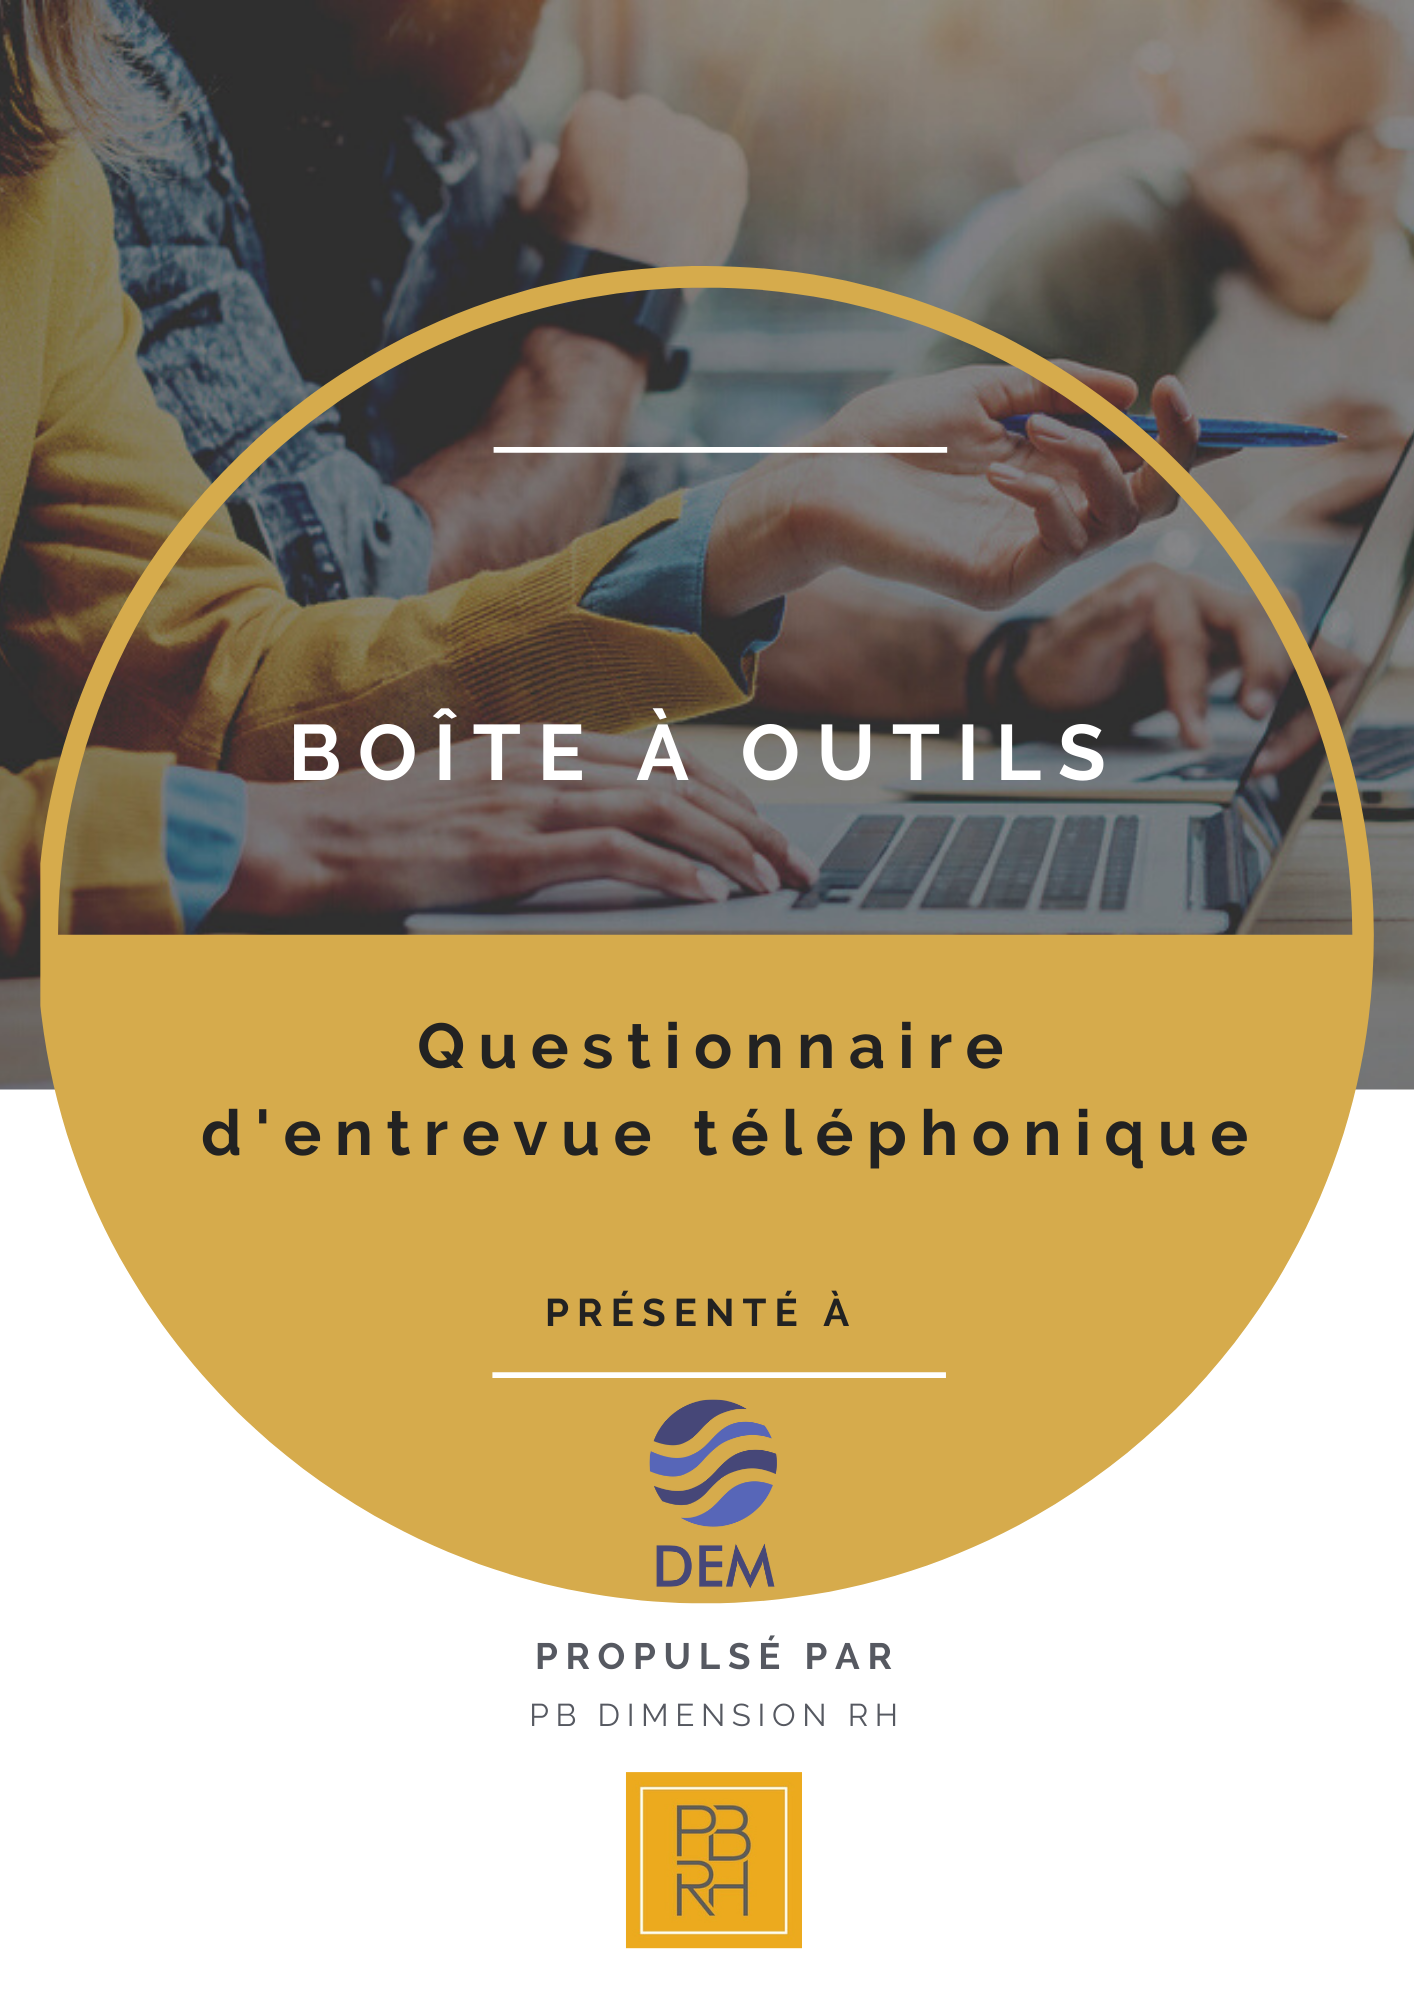 BOÎTE À OUTILS
Questionnaire
d'entrevue téléphonique
PRÉSENTÉ À
DEM
PROPULSÉ PAR
PB DIMENSION RH
PB
RH